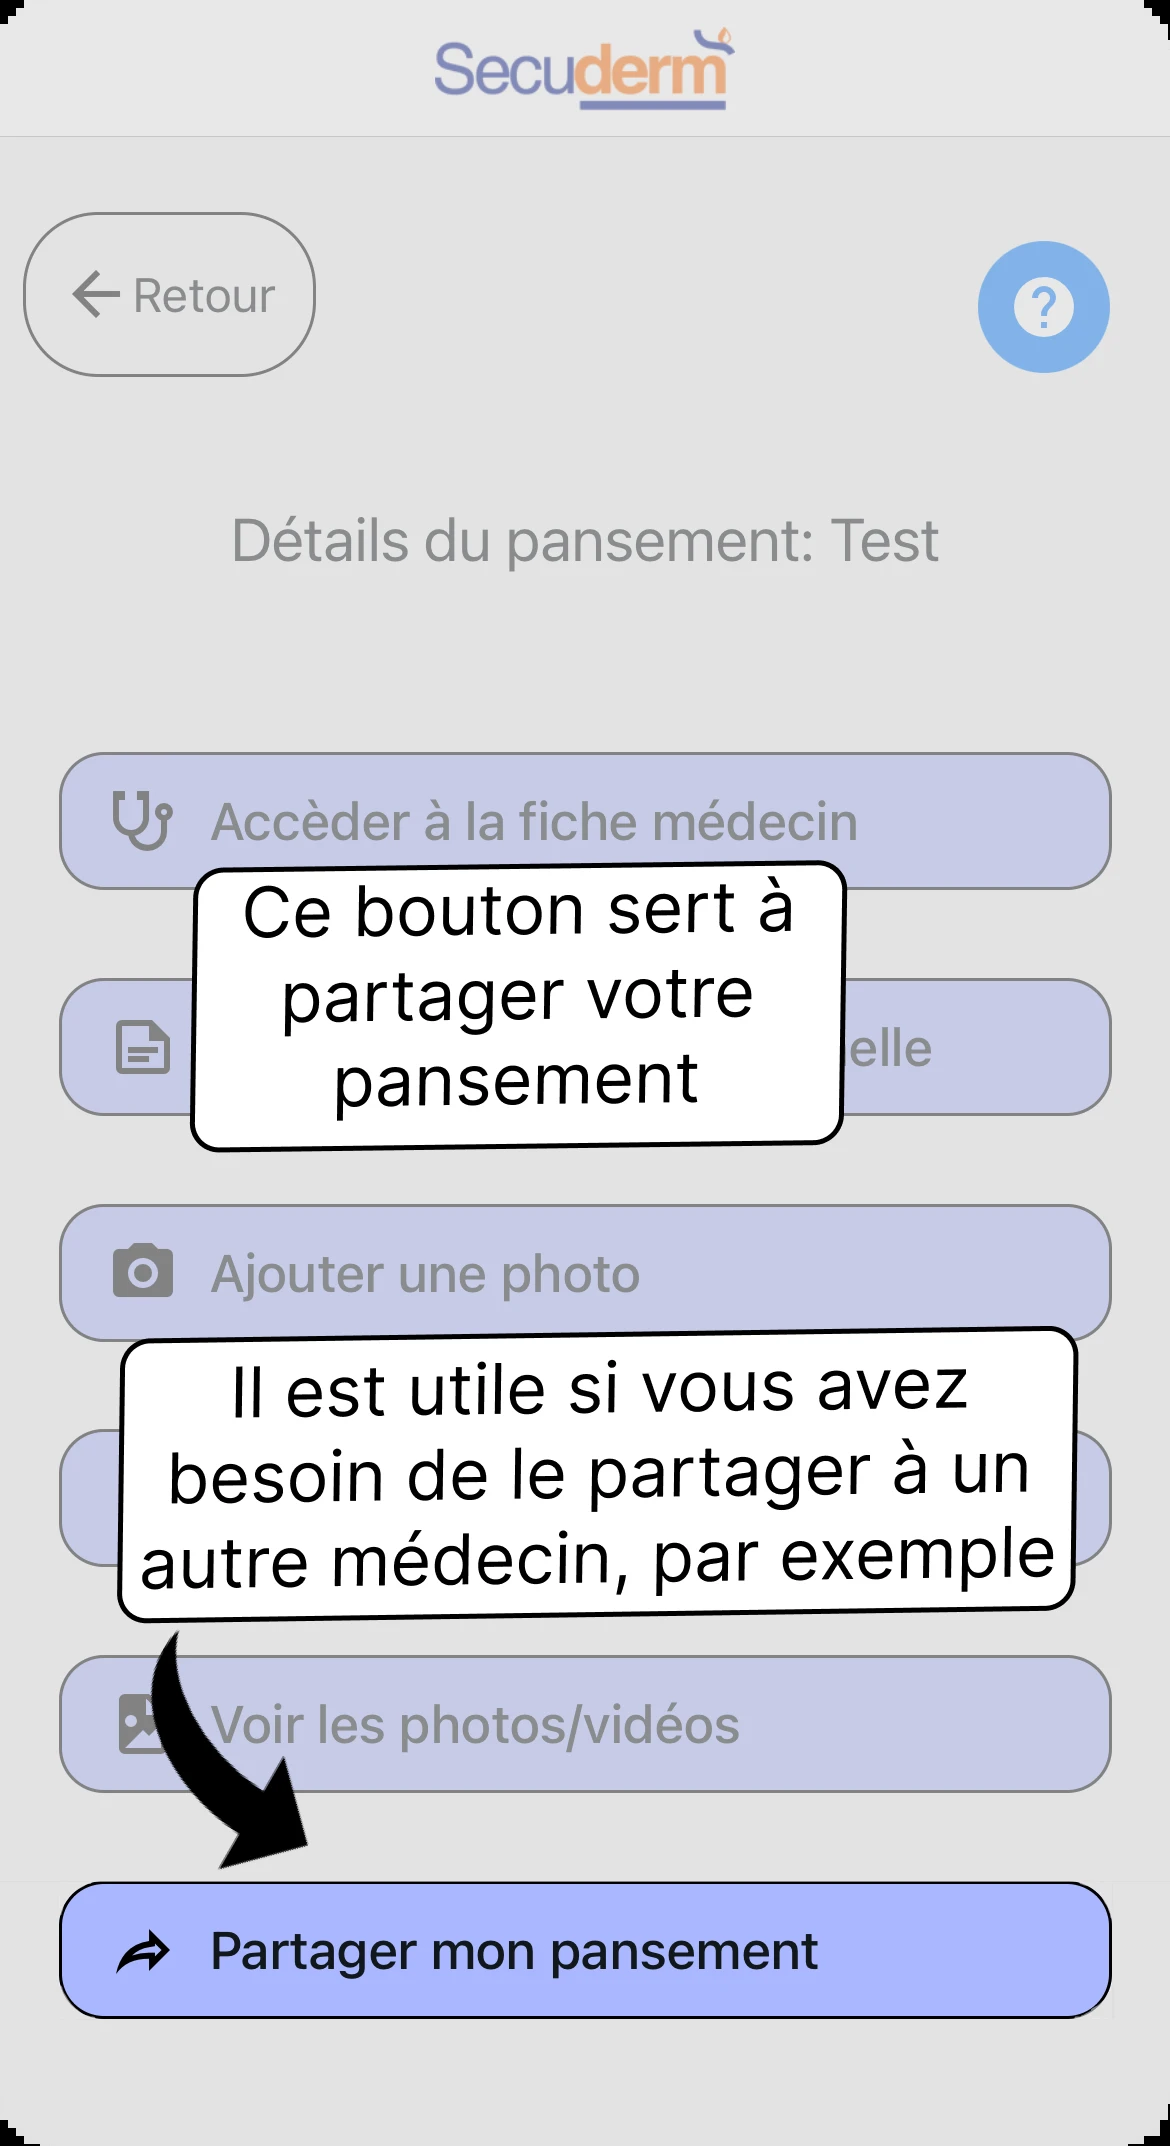 Secuderm
Retour
Détails du pansement: Test
Accèder à la fiche médecin
Ce bouton sert à
partager votre
pansement
Ajouter une photo
Il est utile si vous avez
besoin de le partager à un
autre médecin, par exemple
Voir les photos/vidéos
Partager mon pansement